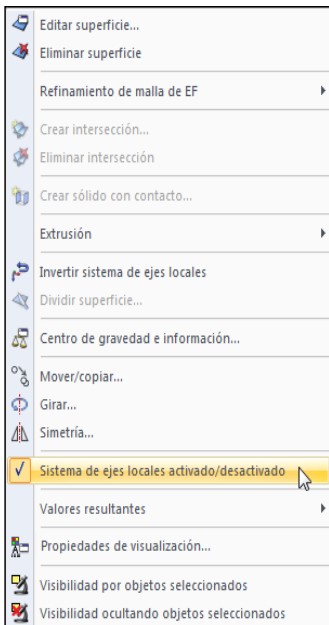 Editar superficie...
Eliminar superficie
Refinamiento de malla de EF
Crear intersección...
Eliminar intersección
Crear sólido con contacto...
Extrusión
Invertir sistema de ejes locales
Dividir superficie...
Centro de gravedad e información...
Mover/copiar...
Girar...
Simetría...
Sistema de ejes locales activado/desactivado
Valores resultantes
Propiedades de visualización...
Visibilidad por objetos seleccionados
Visibilidad ocultando objetos seleccionados